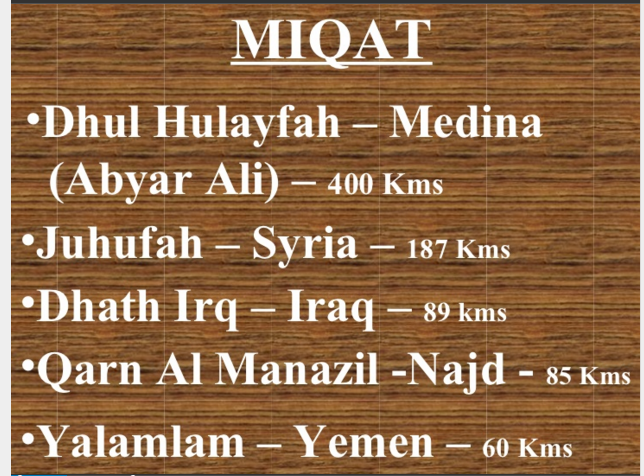 MIQAT
•Dhul Hulayfah – Medina
(Abyar Ali) – 400 Kms
•Juhufah – Syria – 187 Kms
•Dhath Irq – Iraq – 89 kms
•Qarn Al Manazil -Najd - 85 Kms
•Yalamlam – Yemen – 60 Kms